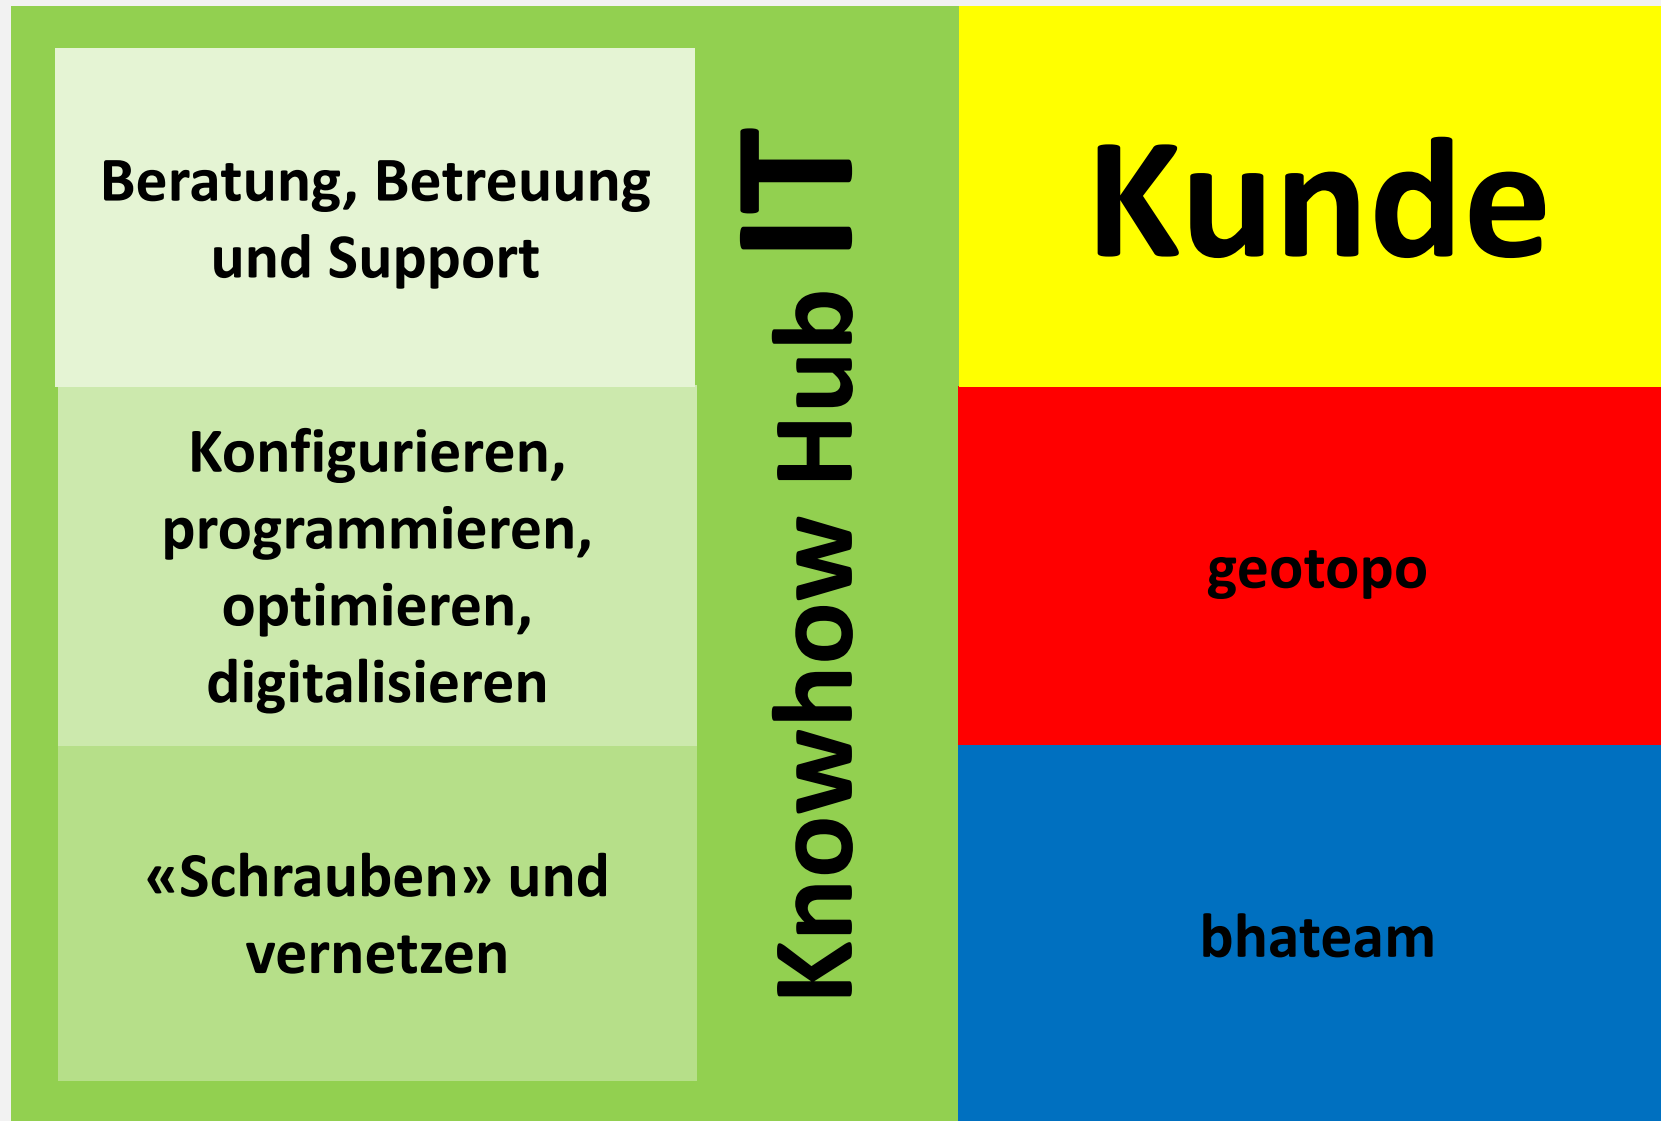 Beratung, Betreuung
und Support
Konfigurieren,
programmieren,
optimieren,
digitalisieren
«Schrauben» und
vernetzen
Knowhow Hub IT
Kunde
geotopo
bhateam